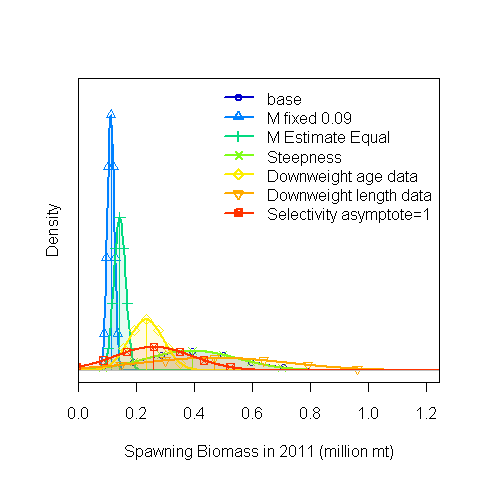 base
M fixed 0.09
M Estimate Equal
Steepness
Downweight age data
Downweight length data
Selectivity asymptote=1
Density
0.0 0.2 0.4 0.6 0.8 1.0 1.2
Spawning Biomass in 2011 (million mt)